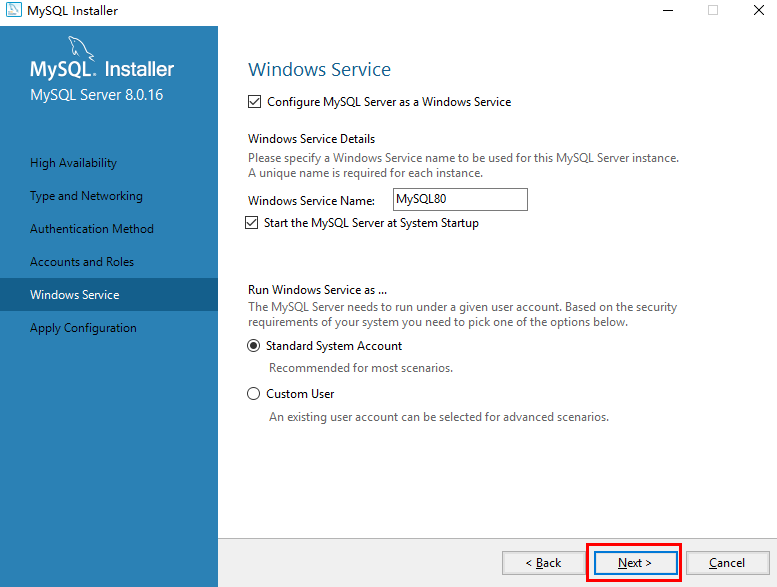 MySQL Installer
MySQL. Installer
MySQL Server 8.0.16
High Availability
Type and Networking
Authentication Method
Accounts and Roles
Windows Service
Apply Configuration
Windows Service
Configure MySQL Server as a Windows Service
Windows Service Details
Please specify a Windows Service name to be used for this MySQL Server instance.
A unique name is required for each instance.
Windows Service Name: MySQL80
Start the MySQL Server at System Startup
Run Windows Service as ...
The MySQL Server needs to run under a given user account. Based on the security
requirements of your system you need to pick one of the options below.
Standard System Account
Recommended for most scenarios.
Custom User
An existing user account can be selected for advanced scenarios.
< Back Next > Cancel